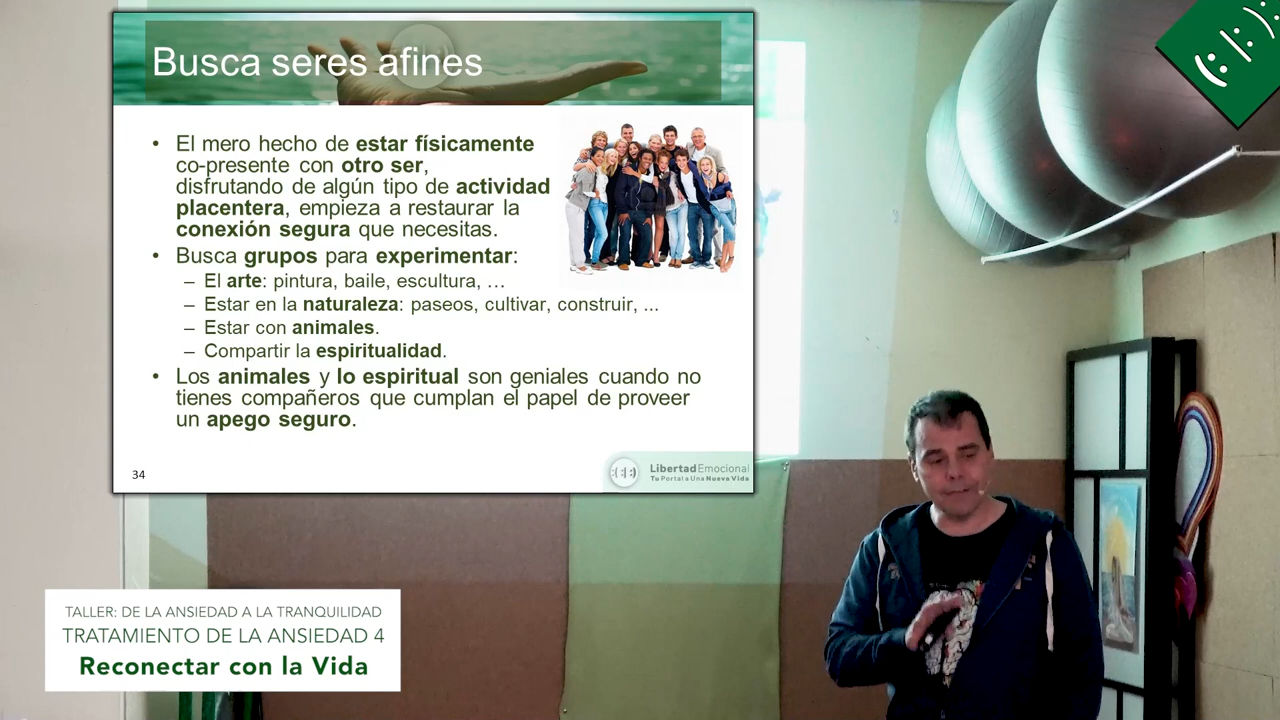 Busca seres afines
• El mero hecho de estar físicamente
co-presente con otro ser,
disfrutando de algún tipo de actividad
placentera, empieza a restaurar la
conexión segura que necesitas.
• Busca grupos para experimentar:
– El arte: pintura, baile, escultura, …
– Estar en la naturaleza: paseos, cultivar, construir, ...
– Estar con animales.
– Compartir la espiritualidad.
• Los animales y lo espiritual son geniales cuando no
tienes compañeros que cumplan el papel de proveer
un apego seguro.
34
LibertadEmocional
Tu Portal a Una Nueva Vida
TALLER: DE LA ANSIEDAD A LA TRANQUILIDAD
TRATAMIENTO DE LA ANSIEDAD 4
Reconectar con la Vida